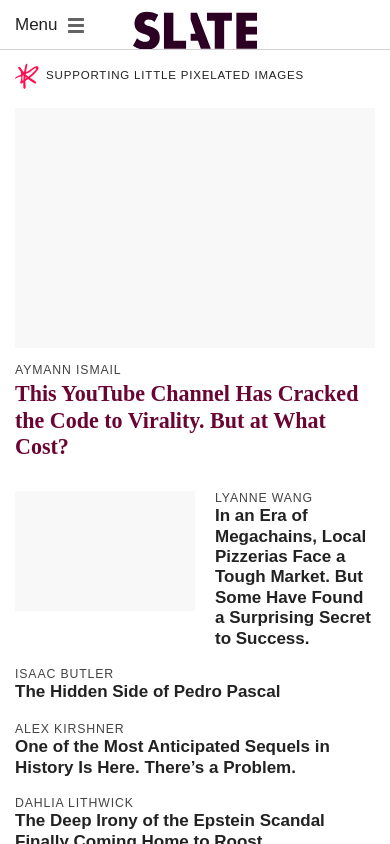 Menu
SLATE
SUPPORTING LITTLE PIXELATED IMAGES
AYMANN ISMAIL
This YouTube Channel Has Cracked
the Code to Virality. But at What
Cost?
LYANNE WANG
In an Era of
Megachains, Local
Pizzerias Face a
Tough Market. But
Some Have Found
a Surprising Secret
to Success.
ISAAC BUTLER
The Hidden Side of Pedro Pascal
ALEX KIRSHNER
One of the Most Anticipated Sequels in
History Is Here. There’s a Problem.
DAHLIA LITHWICK
The Deep Irony of the Epstein Scandal
Finally Coming Home to Roost